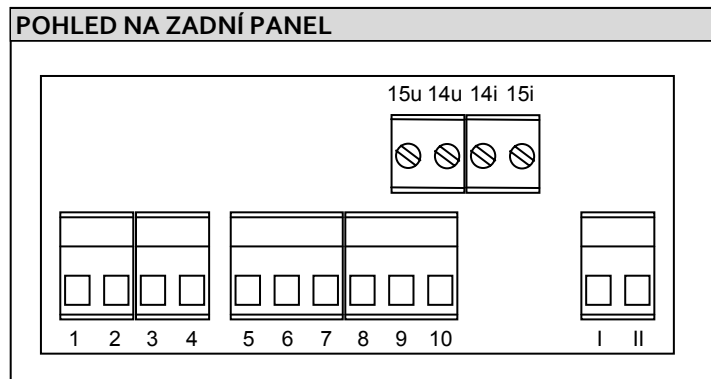 POHLED NA ZADNÍ PANEL
15u 14u 14i 15i
1 2 3 4 5 6 7 8 9 10 I II